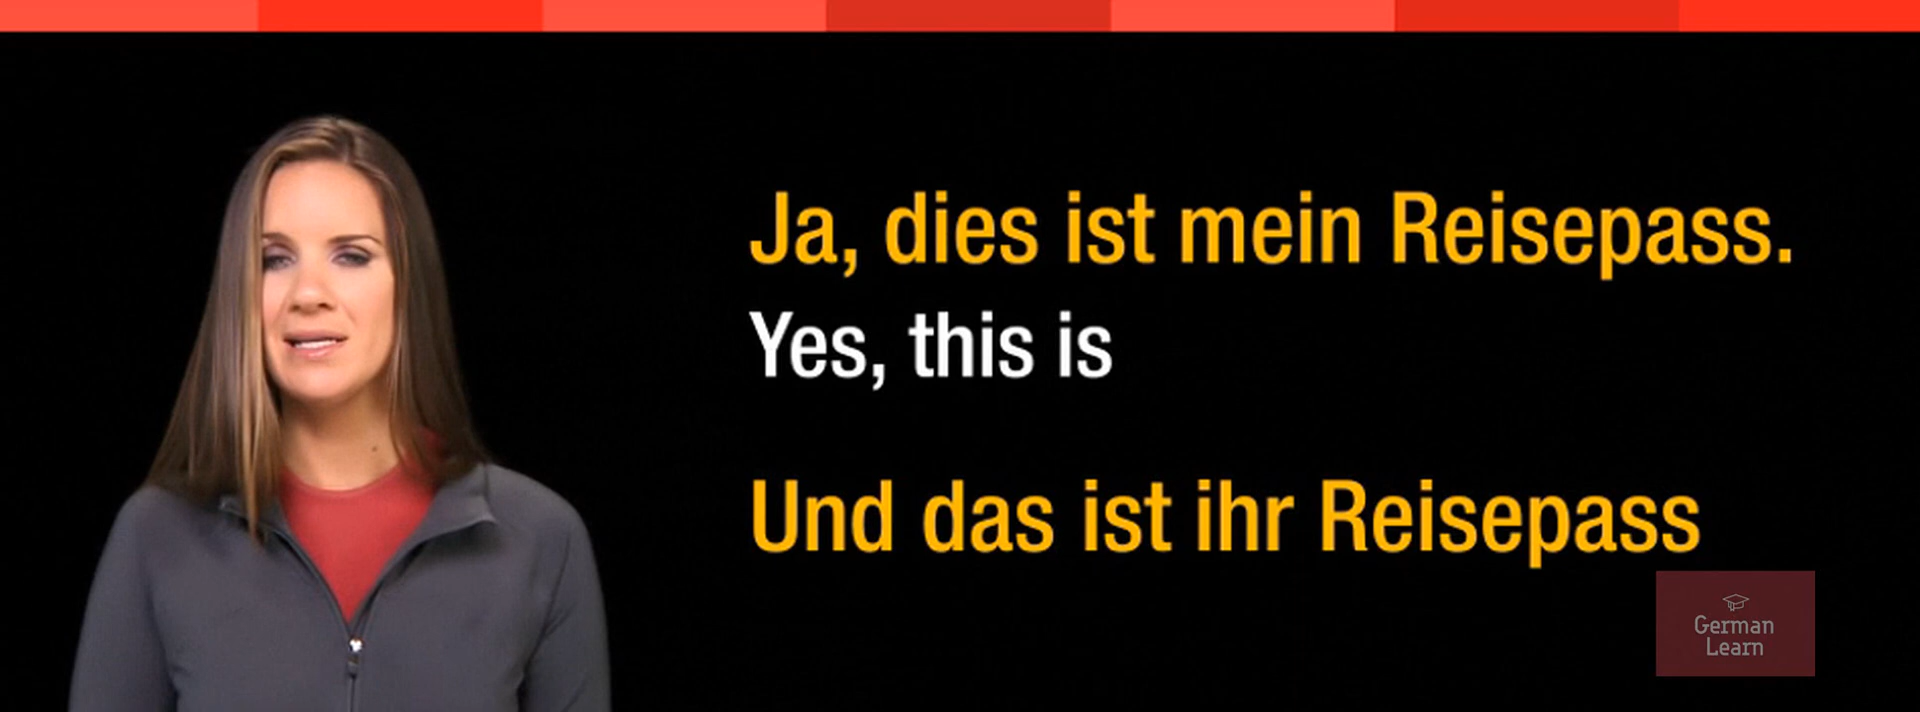 Ja, dies ist mein Reisepass.
Yes, this is
Und das ist ihr Reisepass
German
Learn